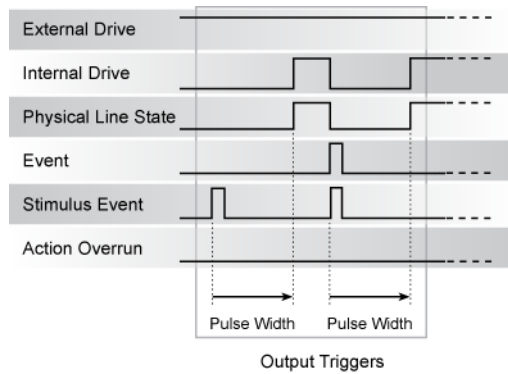 External Drive
Internal Drive
Physical Line State
Event
Stimulus Event
Action Overrun
Pulse Width Pulse Width
Output Triggers